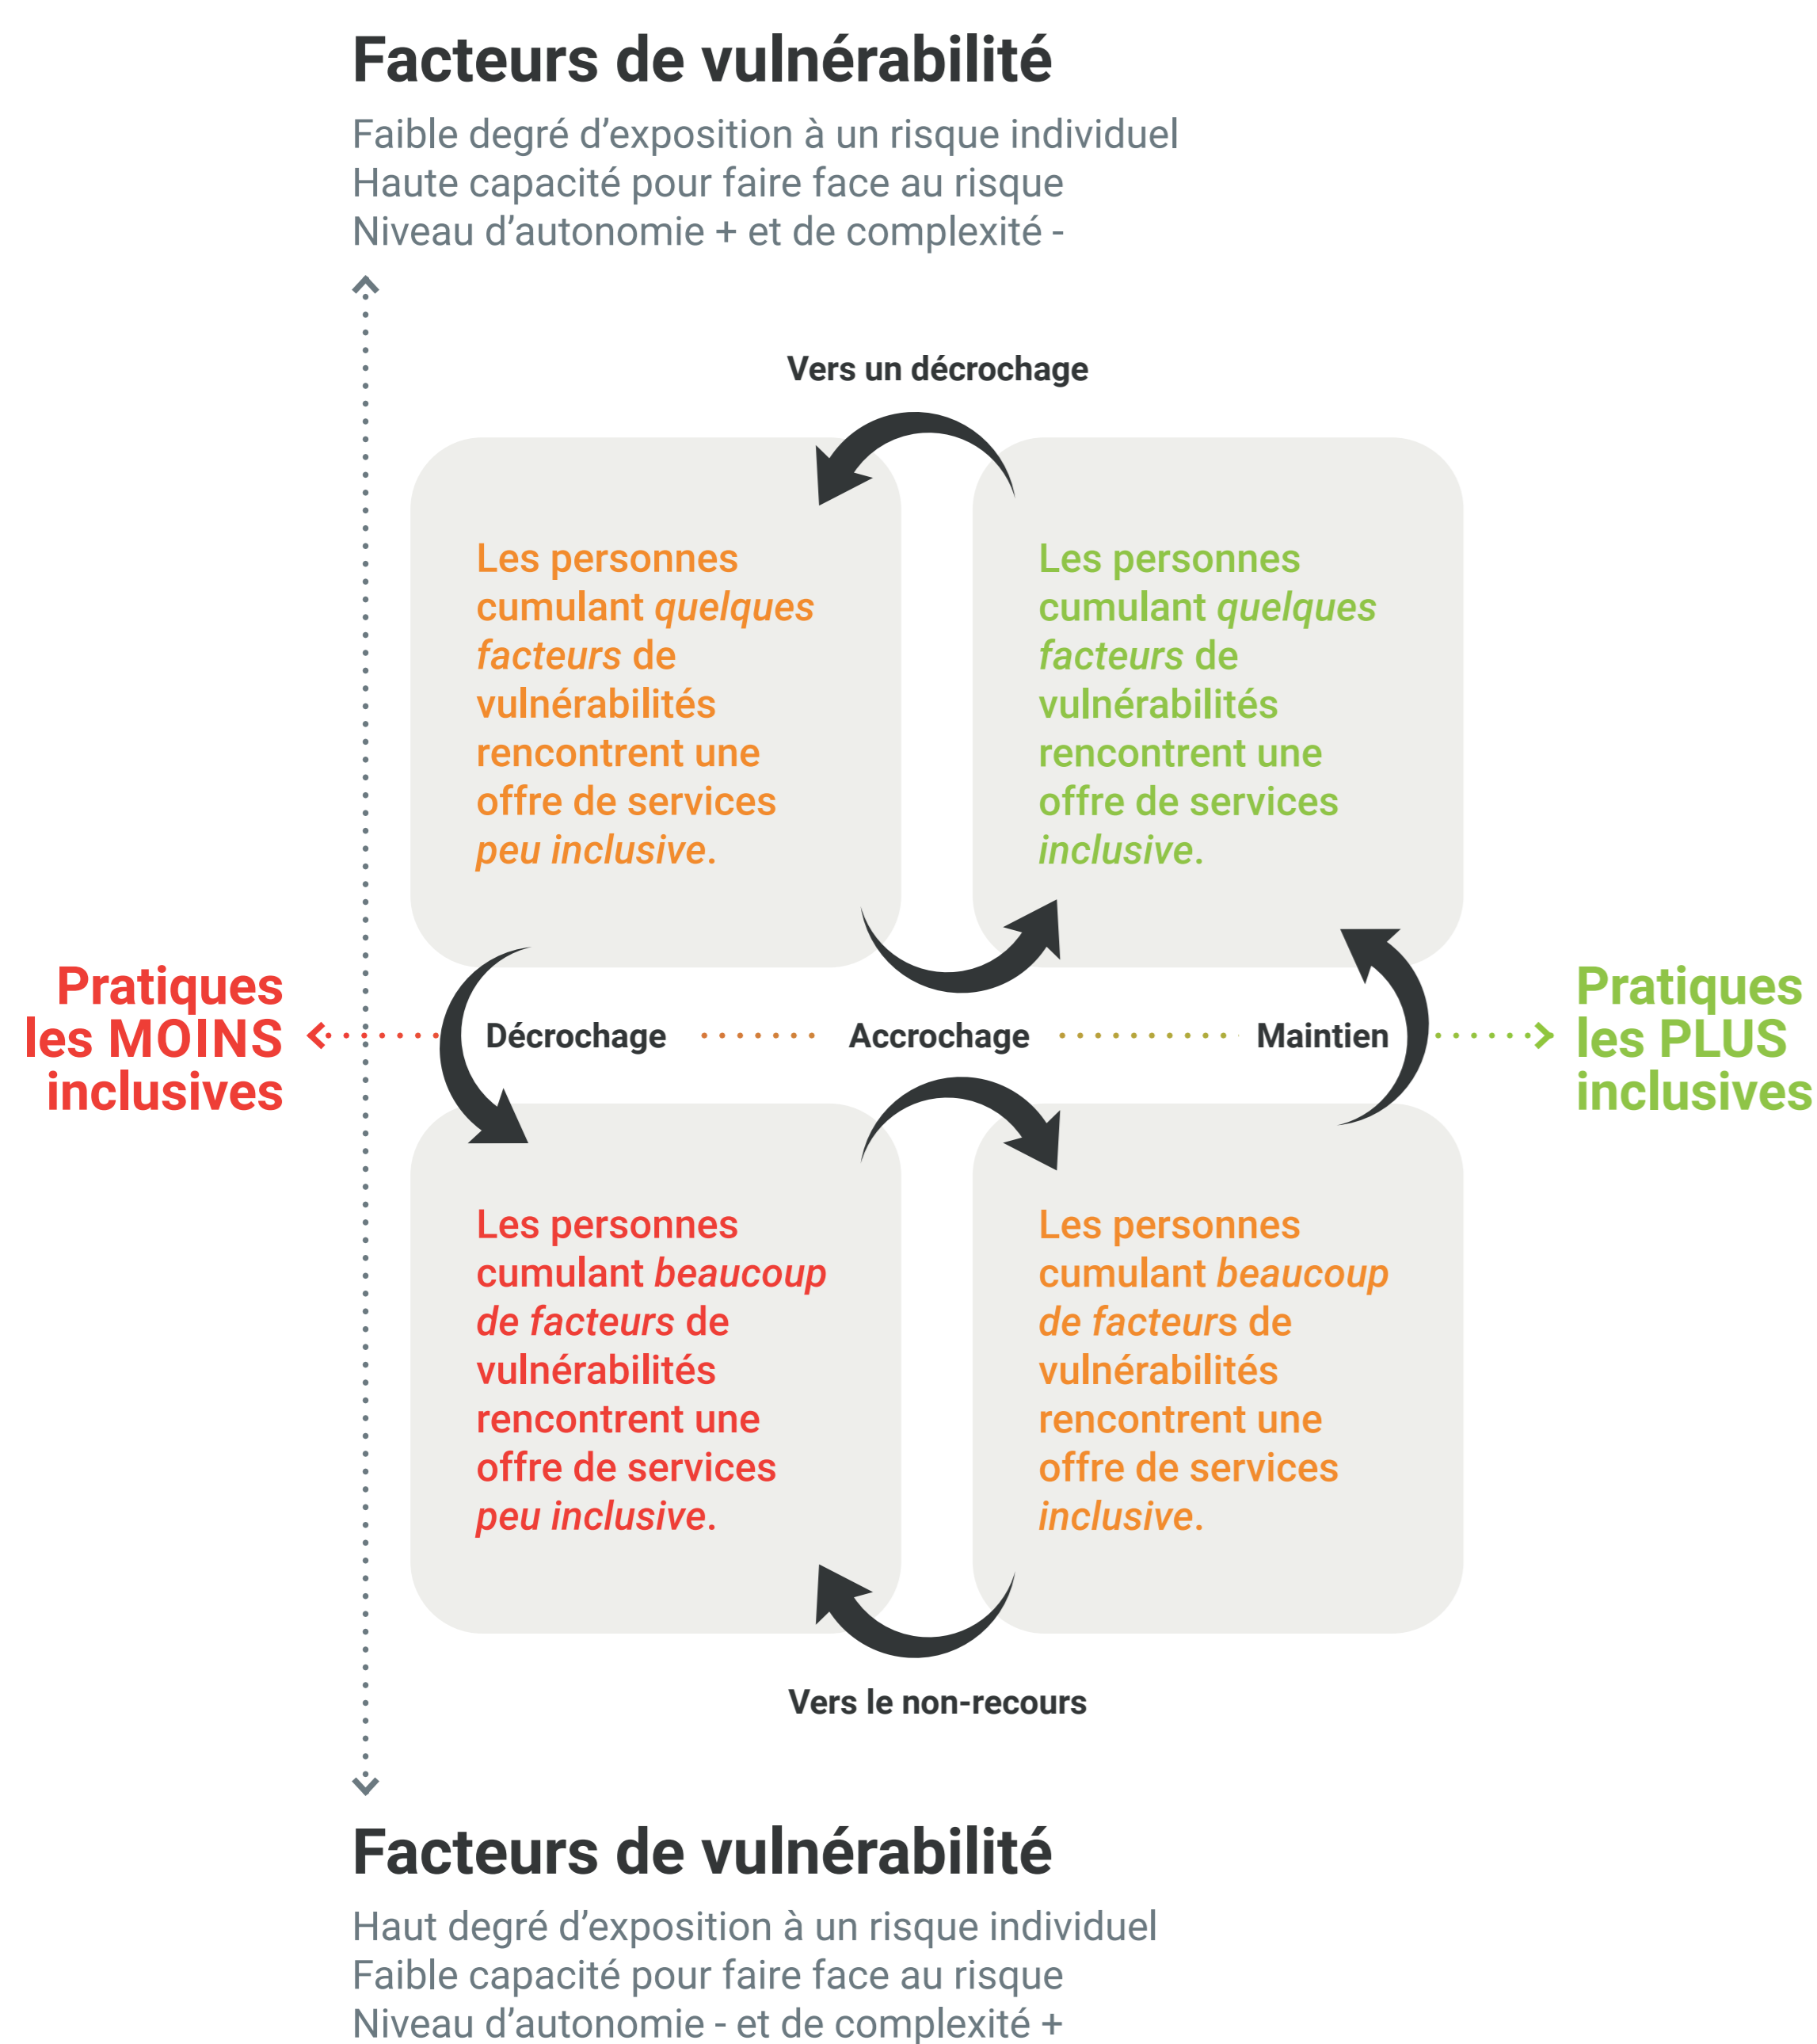 Facteurs de vulnérabilité
Faible degré d’exposition à un risque individuel
Haute capacité pour faire face au risque
Niveau d’autonomie + et de complexité -
Vers un décrochage
Les personnes
cumulant quelques
facteurs de
vulnérabilités
rencontrent une
offre de services
peu inclusive.
Les personnes
cumulant quelques
facteurs de
vulnérabilités
rencontrent une
offre de services
inclusive.
Pratiques
les MOINS
inclusives
Décrochage
Accrochage
Maintien
Pratiques
les PLUS
inclusives
Les personnes
cumulant beaucoup
de facteurs de
vulnérabilités
rencontrent une
offre de services
peu inclusive.
Les personnes
cumulant beaucoup
de facteurs de
vulnérabilités
rencontrent une
offre de services
inclusive.
Vers le non-recours
Facteurs de vulnérabilité
Haut degré d’exposition à un risque individuel
Faible capacité pour faire face au risque
Niveau d’autonomie - et de complexité +